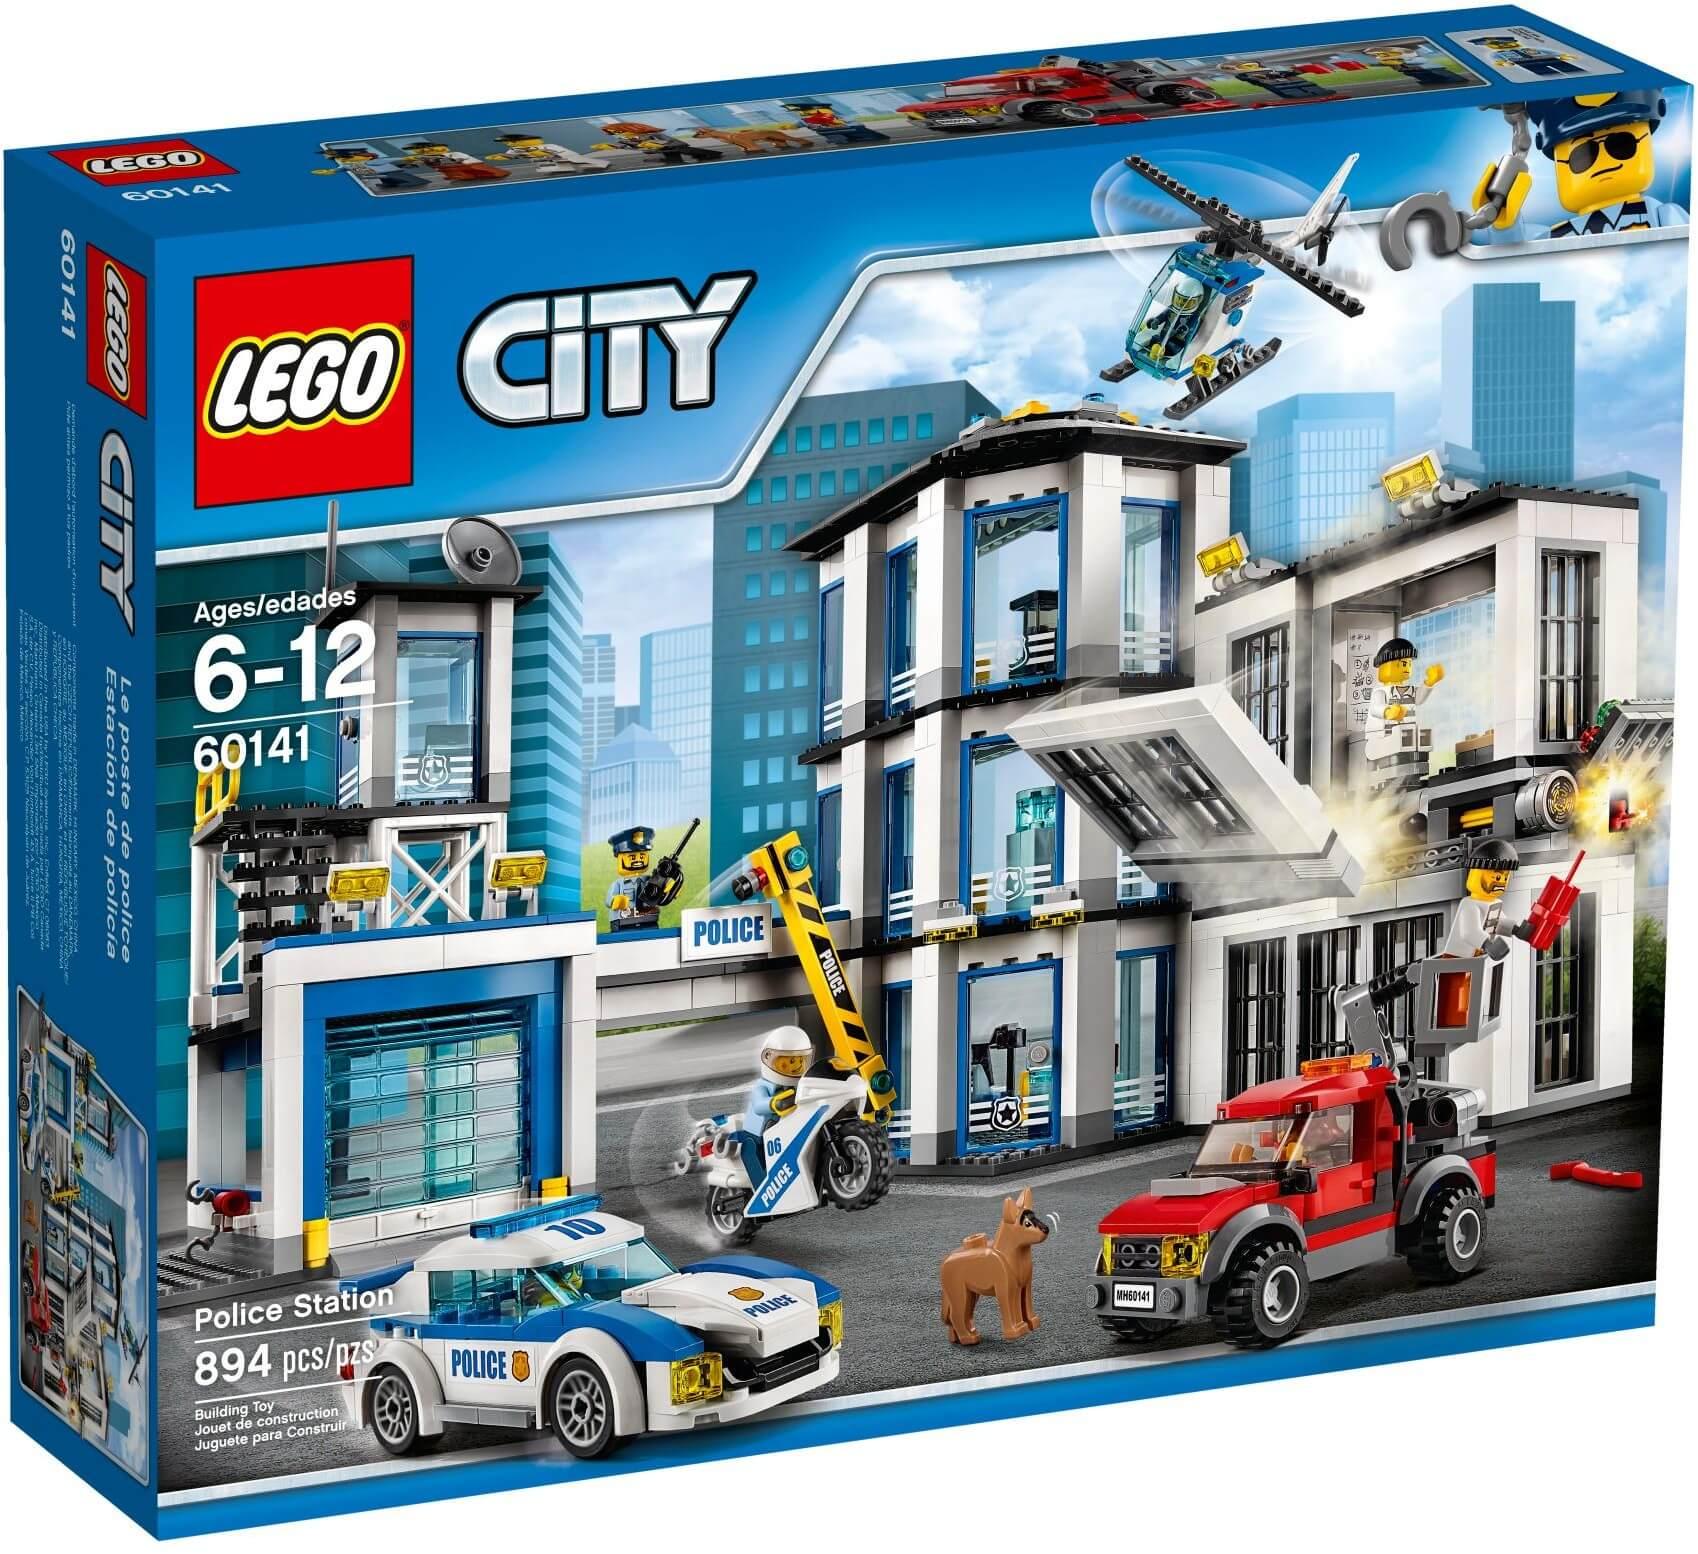 LEGO
60141
60141
LEGO
CITY
Le poste de police
Estación de policía
LEGO®
CITY
Ages/edades
6-12
60141
POLICE
POLICE
06
POLICE
10
POLICE
POLICE
MH60141
Police Station
894 pcs/pzs
Building Toy
Jouet de construction
Juguete para Construir